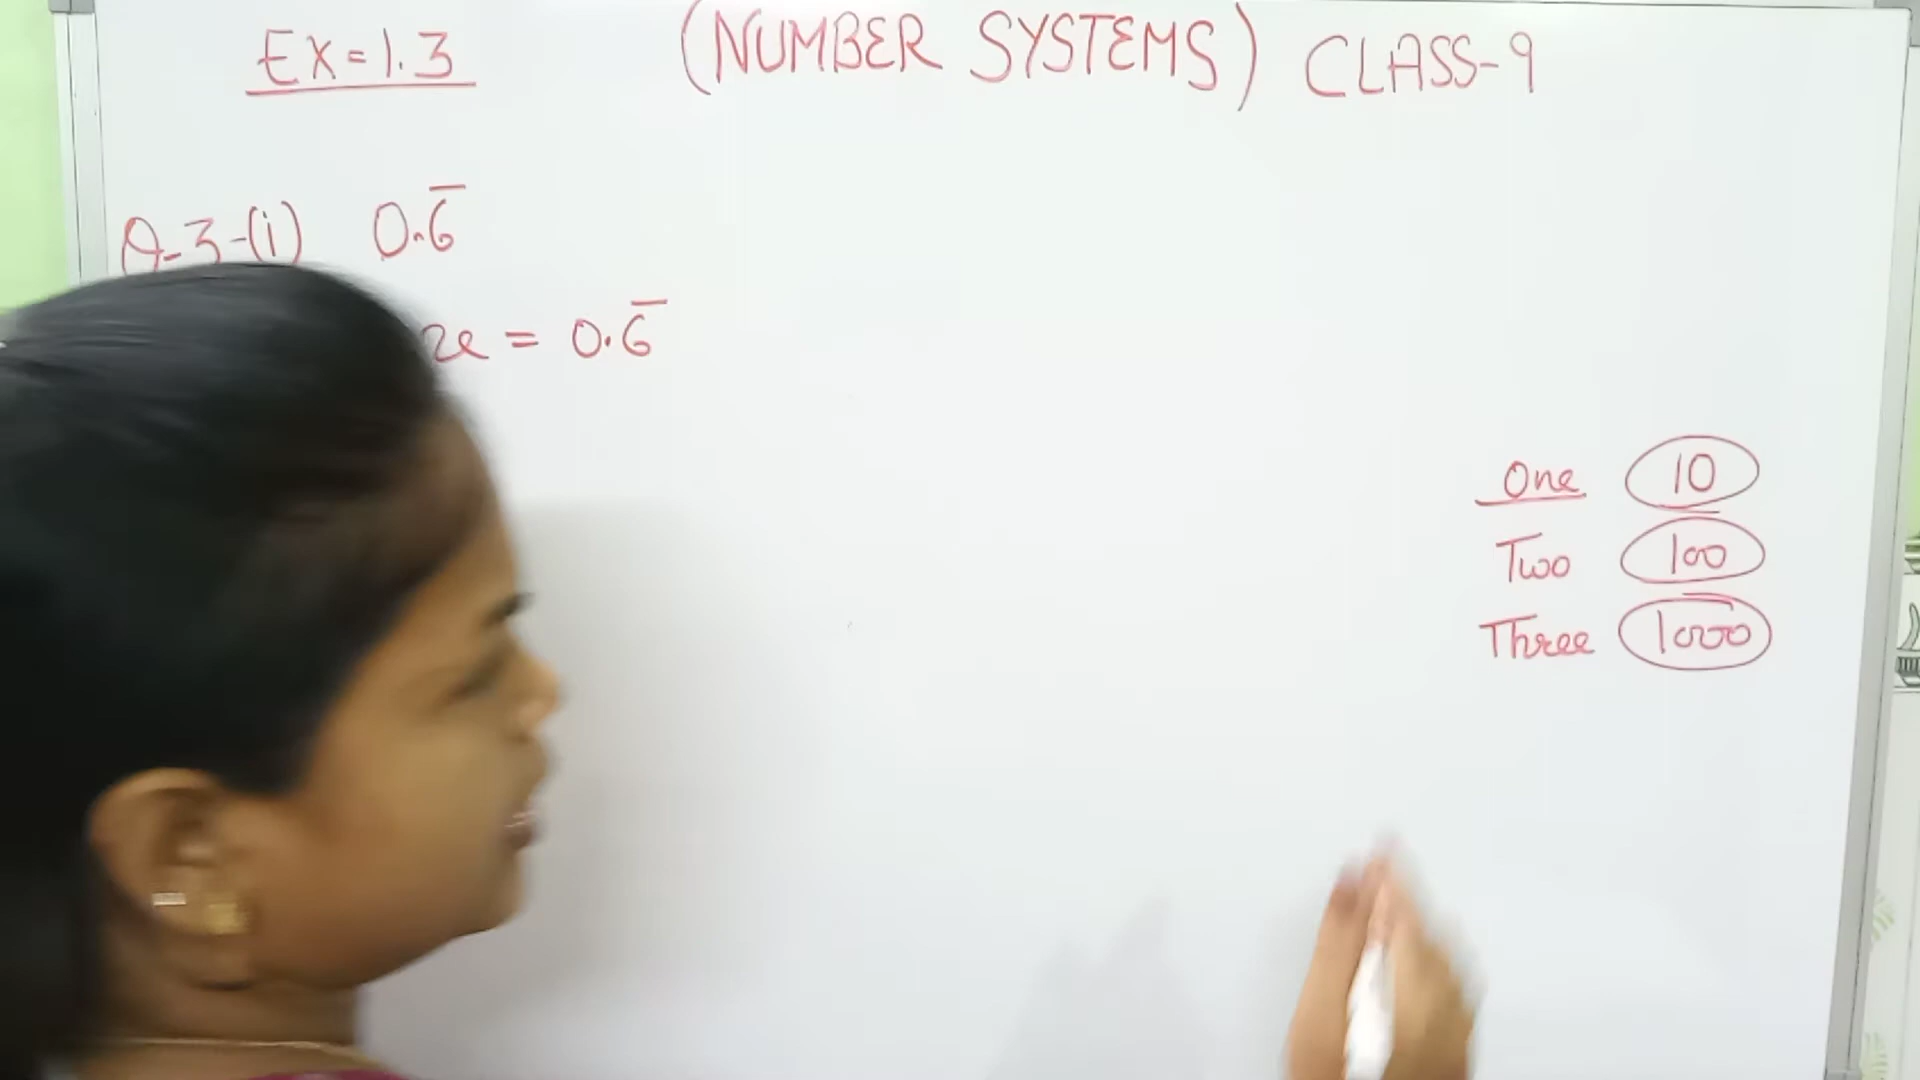 EX=1.3
(NUMBER SYSTEMS) CLASS-9
Q-3-(i) 0.6̅
x = 0.6̅
One 10
Two 100
Three 1000